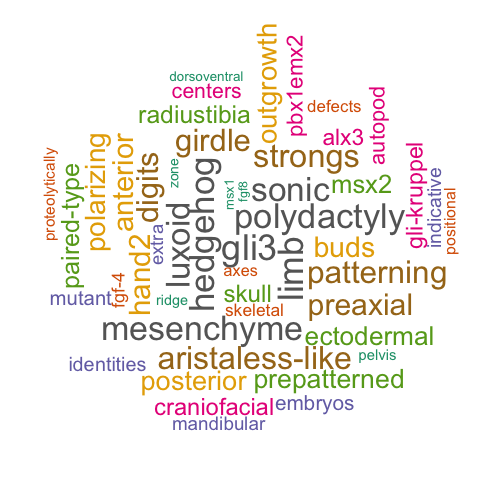 dorsoventral
centers
outgrowth
pbx1emx2
defects
radiustibia
alx3
autopod
girdle
strongs
polarizing
anterior
digits
zone
proteolytically
paired-type
hedgehog
luxoid
msx1
fgf8
sonic
msx2
gli-kruppel
indicative
positional
polydactyly
extra
gli3
limb
buds
hand2
fgf-4
axes
patterning
mutant
ridge
skull
skeletal
preaxial
mesenchyme
ectodermal
identities
aristaless-like
pelvis
posterior
prepatterned
craniofacial
embryos
mandibular